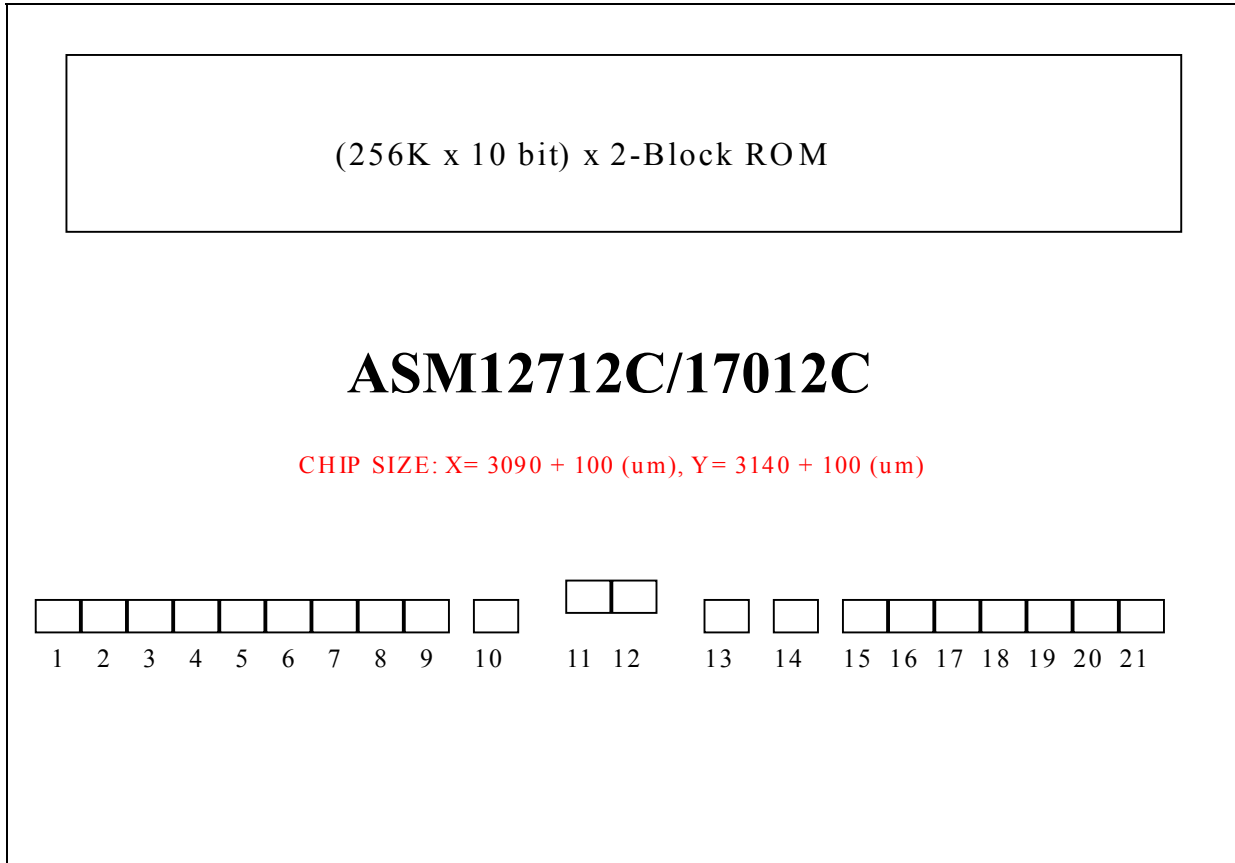 (256K x 10 bit) x 2-Block ROM
ASM12712C/17012C
CHIP SIZE: X= 3090 + 100 (um), Y= 3140 + 100 (um)
1 2 3 4 5 6 7 8 9 10 11 12 13 14 15 16 17 18 19 20 21